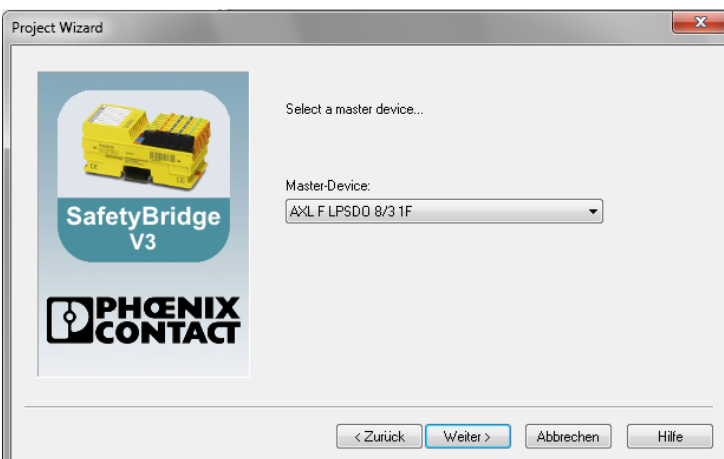 Project Wizard
Select a master device...
Master-Device:
AXL F LPSDO 8/3 1F
SafetyBridge
V3
PHŒNIX
CONTACT
< Zurück
Weiter >
Abbrechen
Hilfe